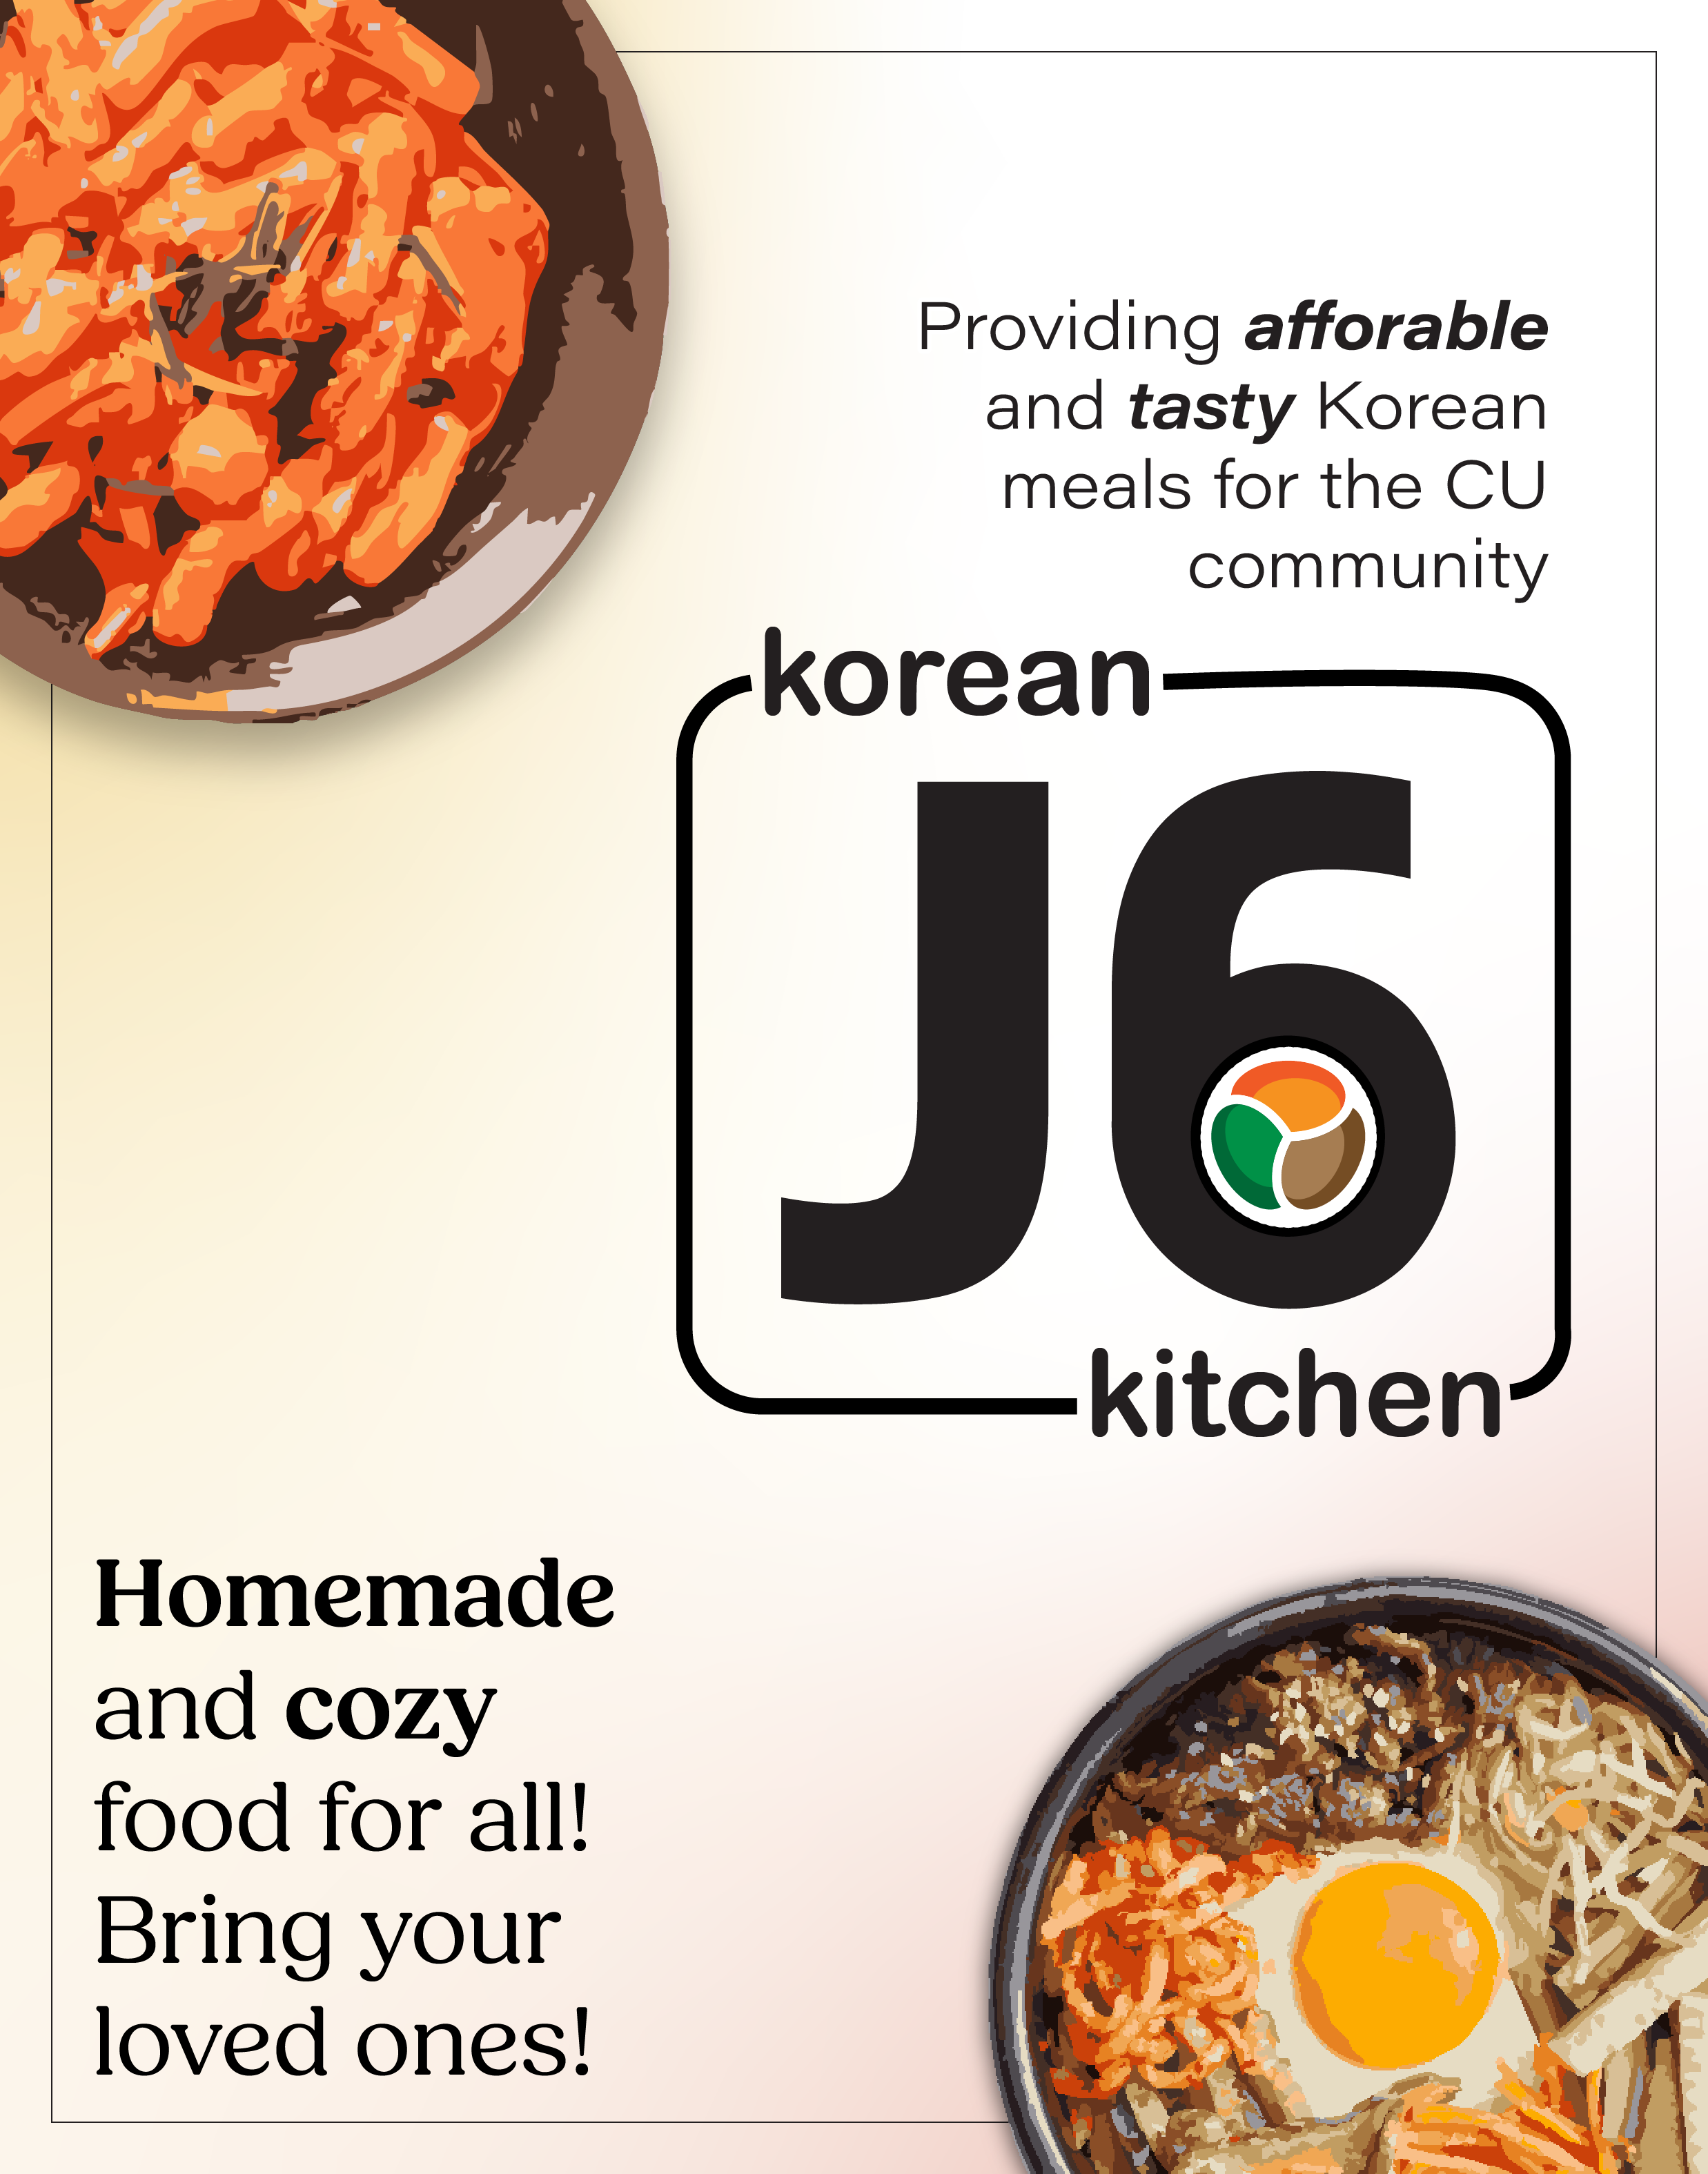 Providing afforable
and tasty Korean
meals for the CU
community
korean
J6
kitchen
Homemade
and cozy
food for all!
Bring your
loved ones!